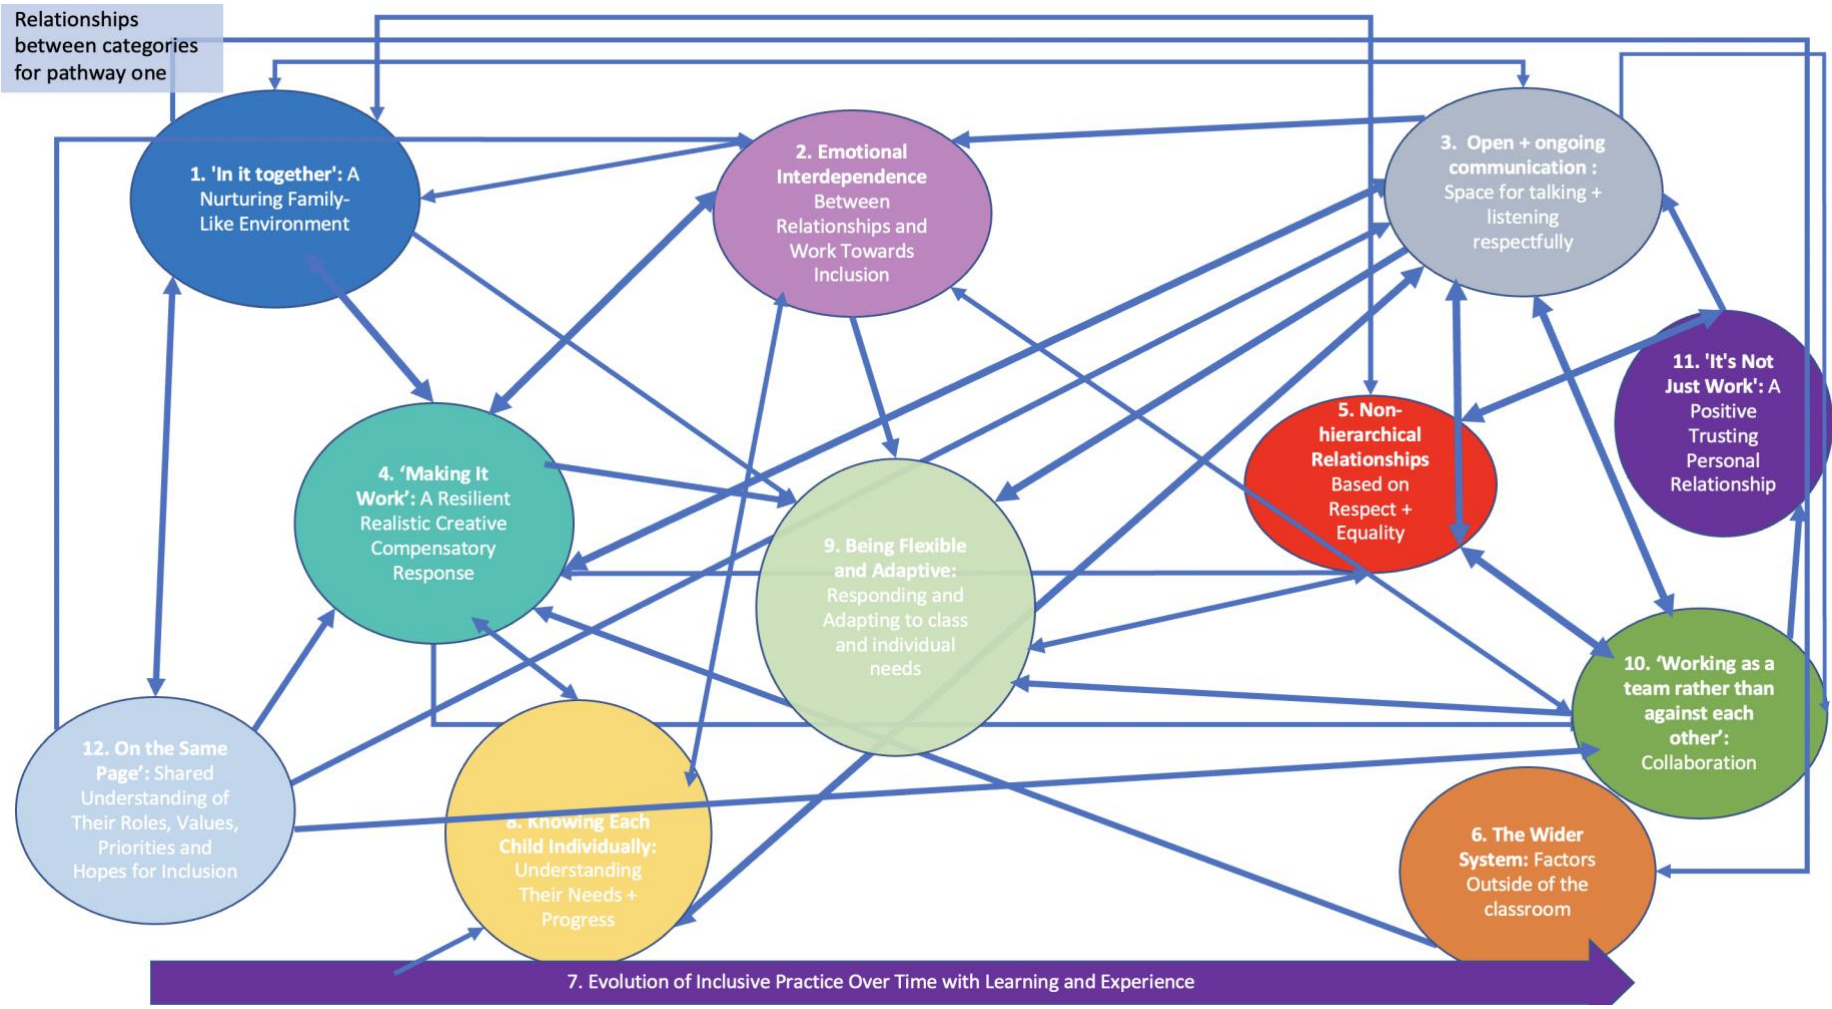 Relationships
between categories
for pathway one
1. 'In it together': A
Nurturing Family-
Like Environment
2. Emotional
Interdependence
Between
Relationships and
Work Towards
Inclusion
3. Open + ongoing
communication :
Space for talking +
listening
respectfully
4. ‘Making It
Work’: A Resilient
Realistic Creative
Compensatory
Response
5. Non-
hierarchical
Relationships
Based on
Respect +
Equality
11. 'It's Not
Just Work': A
Positive
Trusting
Personal
Relationship
9. Being Flexible
and Adaptive:
Responding and
Adapting to class
and individual
needs
10. ‘Working as a
team rather than
against each
other’:
Collaboration
12. On the Same
Page’: Shared
Understanding of
Their Roles, Values,
Priorities and
Hopes for Inclusion
8. Knowing Each
Child Individually:
Understanding
Their Needs +
Progress
6. The Wider
System: Factors
Outside of the
classroom
7. Evolution of Inclusive Practice Over Time with Learning and Experience